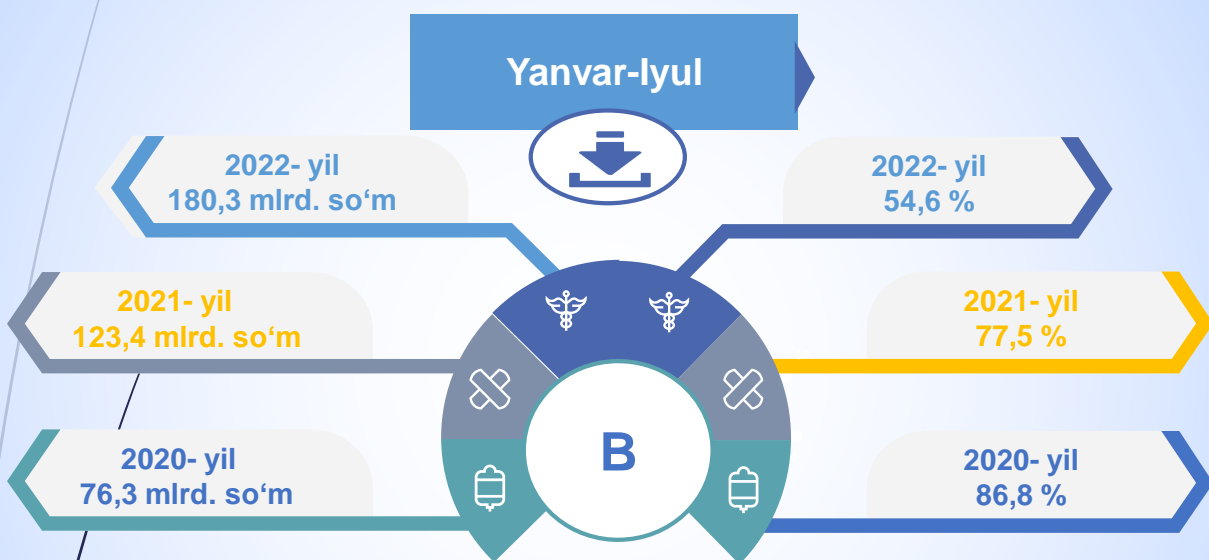 Yanvar-Iyul
2022- yil
180,3 mlrd. so‘m
2022- yil
54,6 %
2021- yil
123,4 mlrd. so‘m
2021- yil
77,5 %
B
2020- yil
76,3 mlrd. so‘m
2020- yil
86,8 %